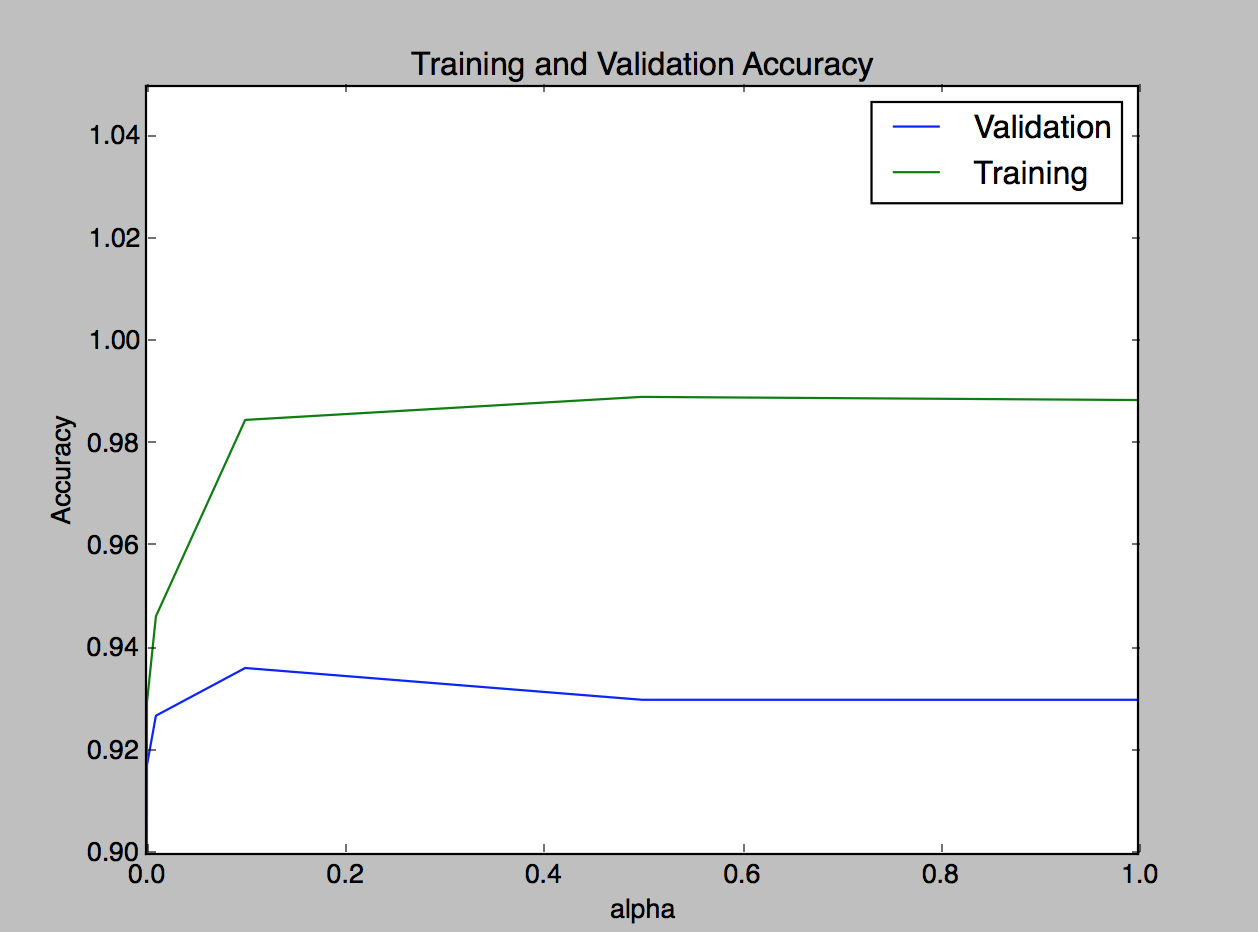 Training and Validation Accuracy
Validation
Training
1.04
1.02
1.00
0.98
0.96
0.94
0.92
0.90
Accuracy
0.0 0.2 0.4 0.6 0.8 1.0
alpha